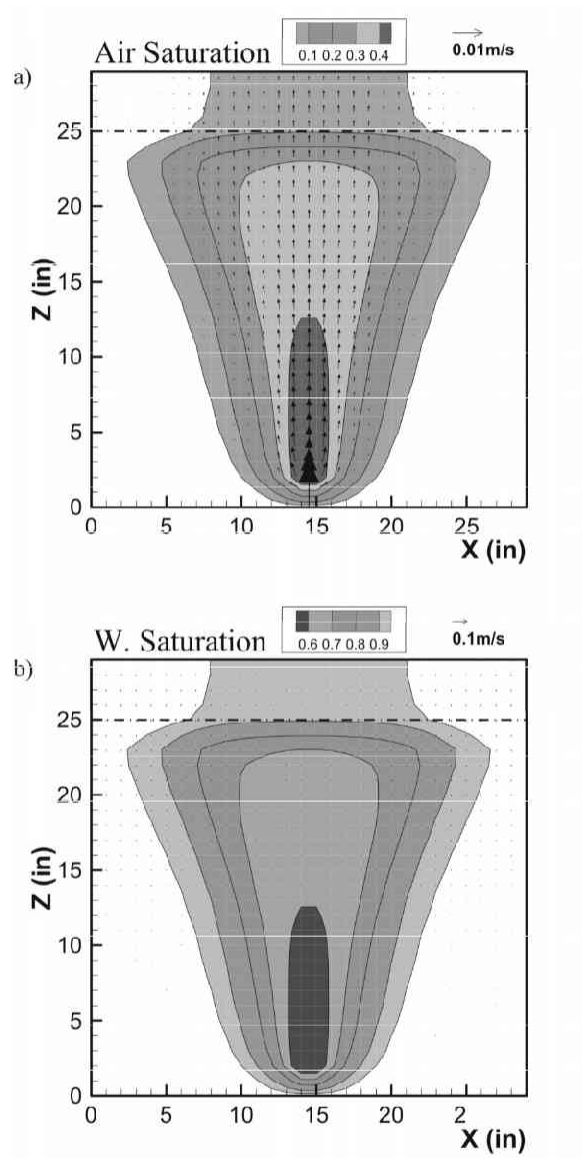 Air Saturation
0.1 0.2 0.3 0.4
0.01m/s
a)
25
20
15
10
5
0
Z (in)
0 5 10 15 20 25
X (in)
W. Saturation
0.6 0.7 0.8 0.9
0.1m/s
b)
25
20
15
10
5
0
Z (in)
0 5 10 15 20 2
X (in)